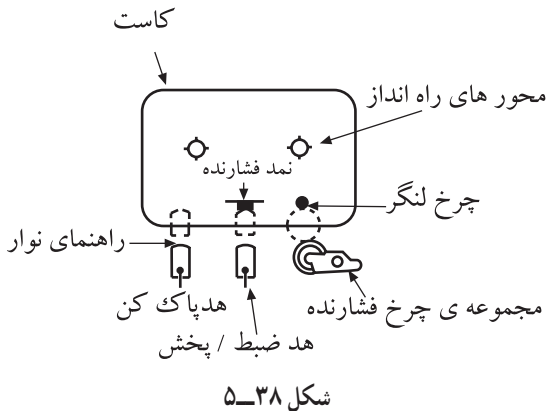 کاست
محور های راه انداز
نمد فشارنده
چرخ لنگر
راهنمای نوار
هدپاک کن
مجموعه ی چرخ فشارنده
هد ضبط / پخش
شکل ۳۸ــ۵